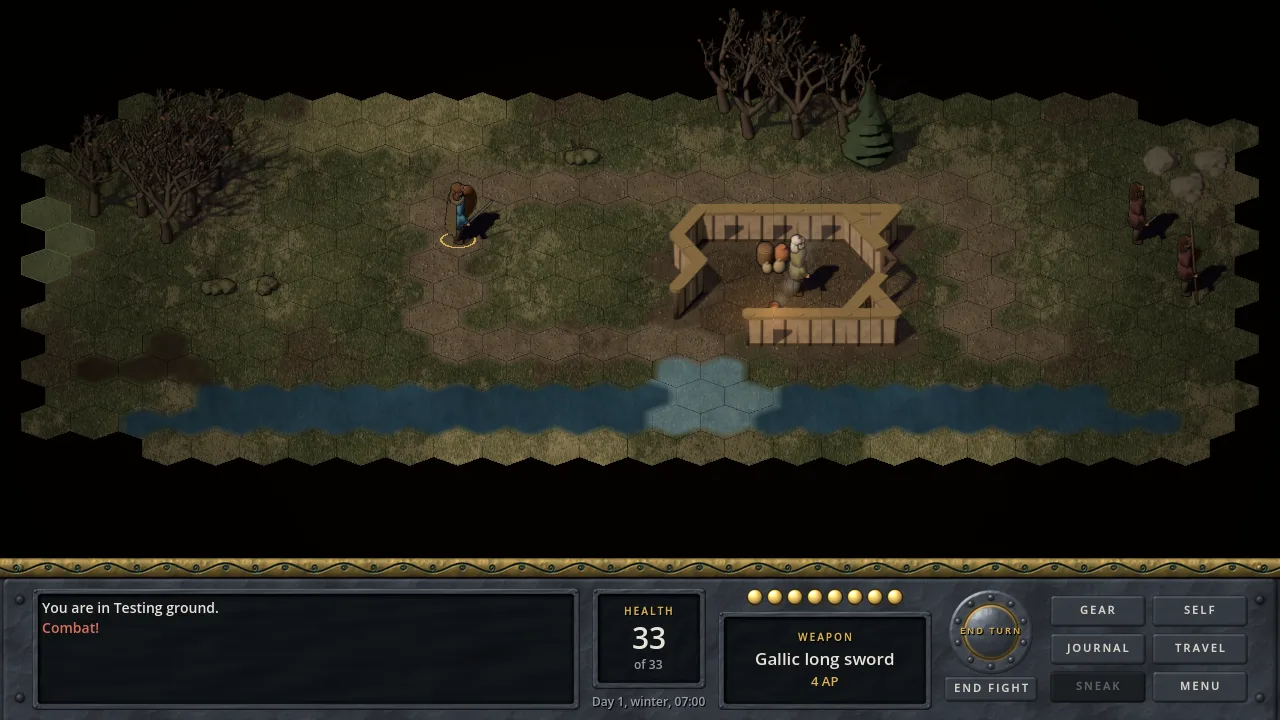 You are in Testing ground.
Combat!
HEALTH
33
of 33
Day 1, winter, 07:00
WEAPON
Gallic long sword
4 AP
END TURN
END FIGHT
GEAR
SELF
JOURNAL
TRAVEL
SNEAK
MENU